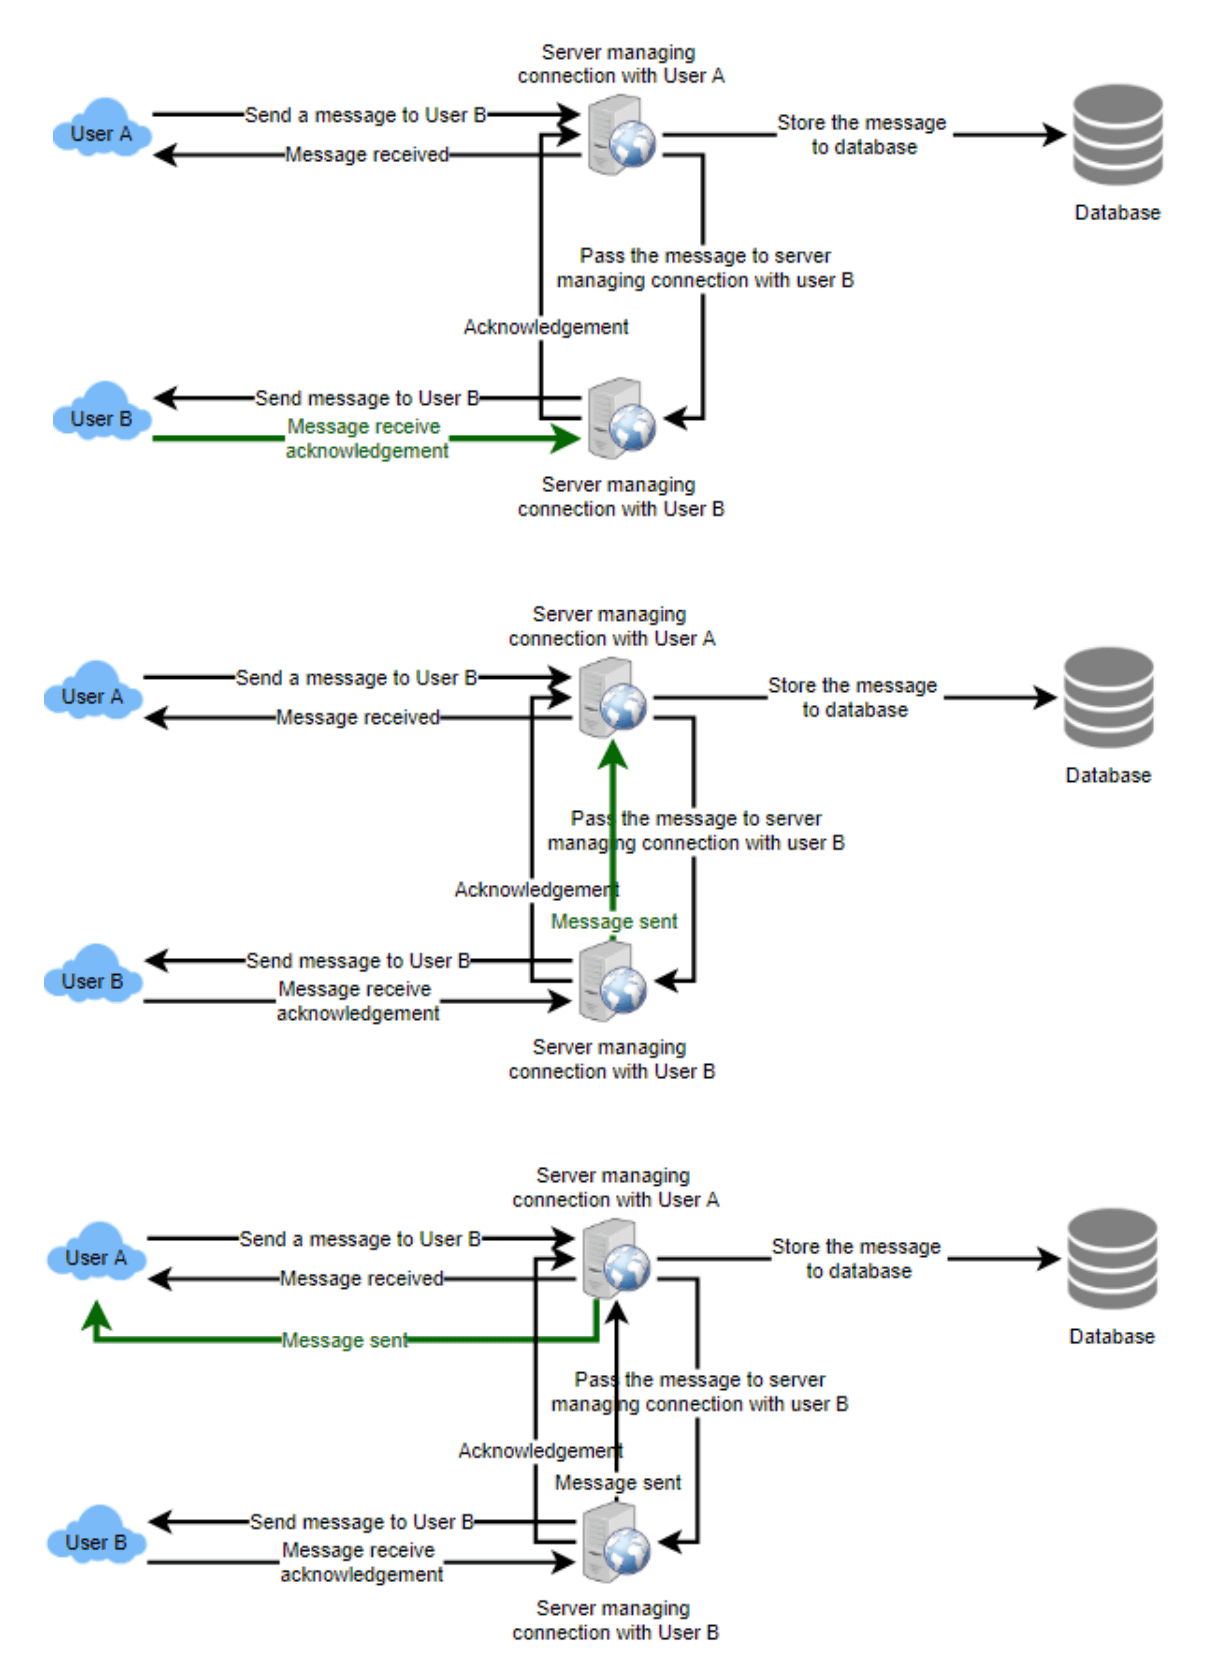 Server managing
connection with User A
User A
Send a message to User B
Message received
Store the message
to database
Database
Pass the message to server
managing connection with user B
Acknowledgement
User B
Send message to User B
Message receive
acknowledgement
Server managing
connection with User B
Server managing
connection with User A
User A
Send a message to User B
Message received
Store the message
to database
Database
Pass the message to server
managing connection with user B
Acknowledgement
Message sent
User B
Send message to User B
Message receive
acknowledgement
Server managing
connection with User B
Server managing
connection with User A
User A
Send a message to User B
Message received
Store the message
to database
Database
Message sent
Pass the message to server
managing connection with user B
Acknowledgement
Message sent
User B
Send message to User B
Message receive
acknowledgement
Server managing
connection with User B